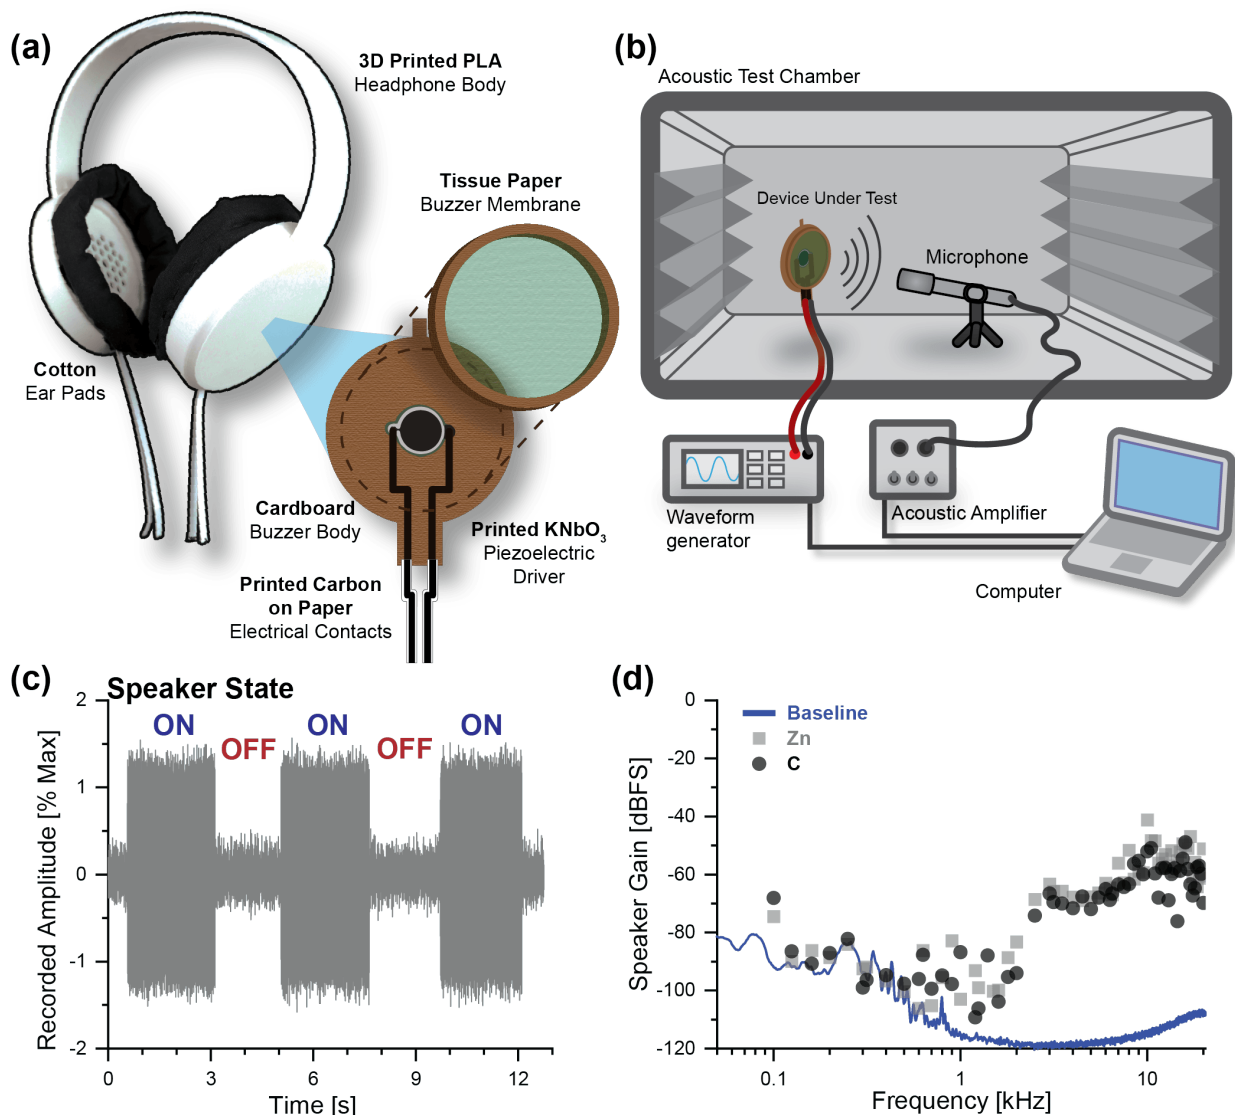 (a)
3D Printed PLA
Headphone Body
Tissue Paper
Buzzer Membrane
Cotton
Ear Pads
Cardboard
Buzzer Body
Printed KNbO₃
Piezoelectric
Driver
Printed Carbon
on Paper
Electrical Contacts
(b)
Acoustic Test Chamber
Device Under Test
Microphone
Waveform
generator
Acoustic Amplifier
Computer
(c)
Speaker State
ON
OFF
ON
OFF
ON
Recorded Amplitude [% Max]
2
1
0
-1
-2
0
3
6
9
12
Time [s]
(d)
Baseline
Zn
C
Speaker Gain [dBFS]
0
-20
-40
-60
-80
-100
-120
0.1
1
10
Frequency [kHz]